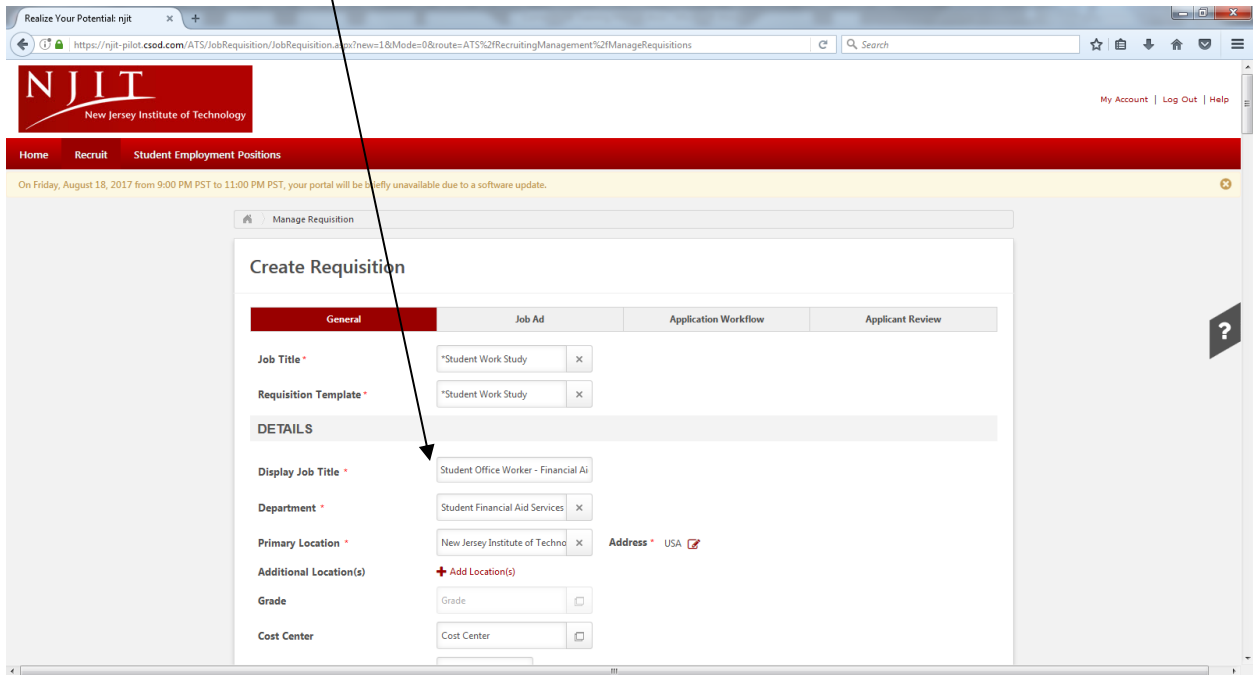 Realize Your Potential: njit × +
https://njit-pilot.csod.com/ATS/JobRequisition/JobRequisition.aspx?new=1&Mode=0&route=ATS%2fRecruitingManagement%2fManageRequisitions Search
NJIT
New Jersey Institute of Technology
My Account | Log Out | Help
Home Recruit Student Employment Positions
On Friday, August 18, 2017 from 9:00 PM PST to 11:00 PM PST, your portal will be briefly unavailable due to a software update.
Manage Requisition
Create Requisition
General Job Ad Application Workflow Applicant Review
?
Job Title * *Student Work Study ×
Requisition Template * *Student Work Study ×
DETAILS
Display Job Title * Student Office Worker - Financial Ai
Department * Student Financial Aid Services ×
Primary Location * New Jersey Institute of Techno × Address * USA
Additional Location(s) + Add Location(s)
Grade Grade
Cost Center Cost Center